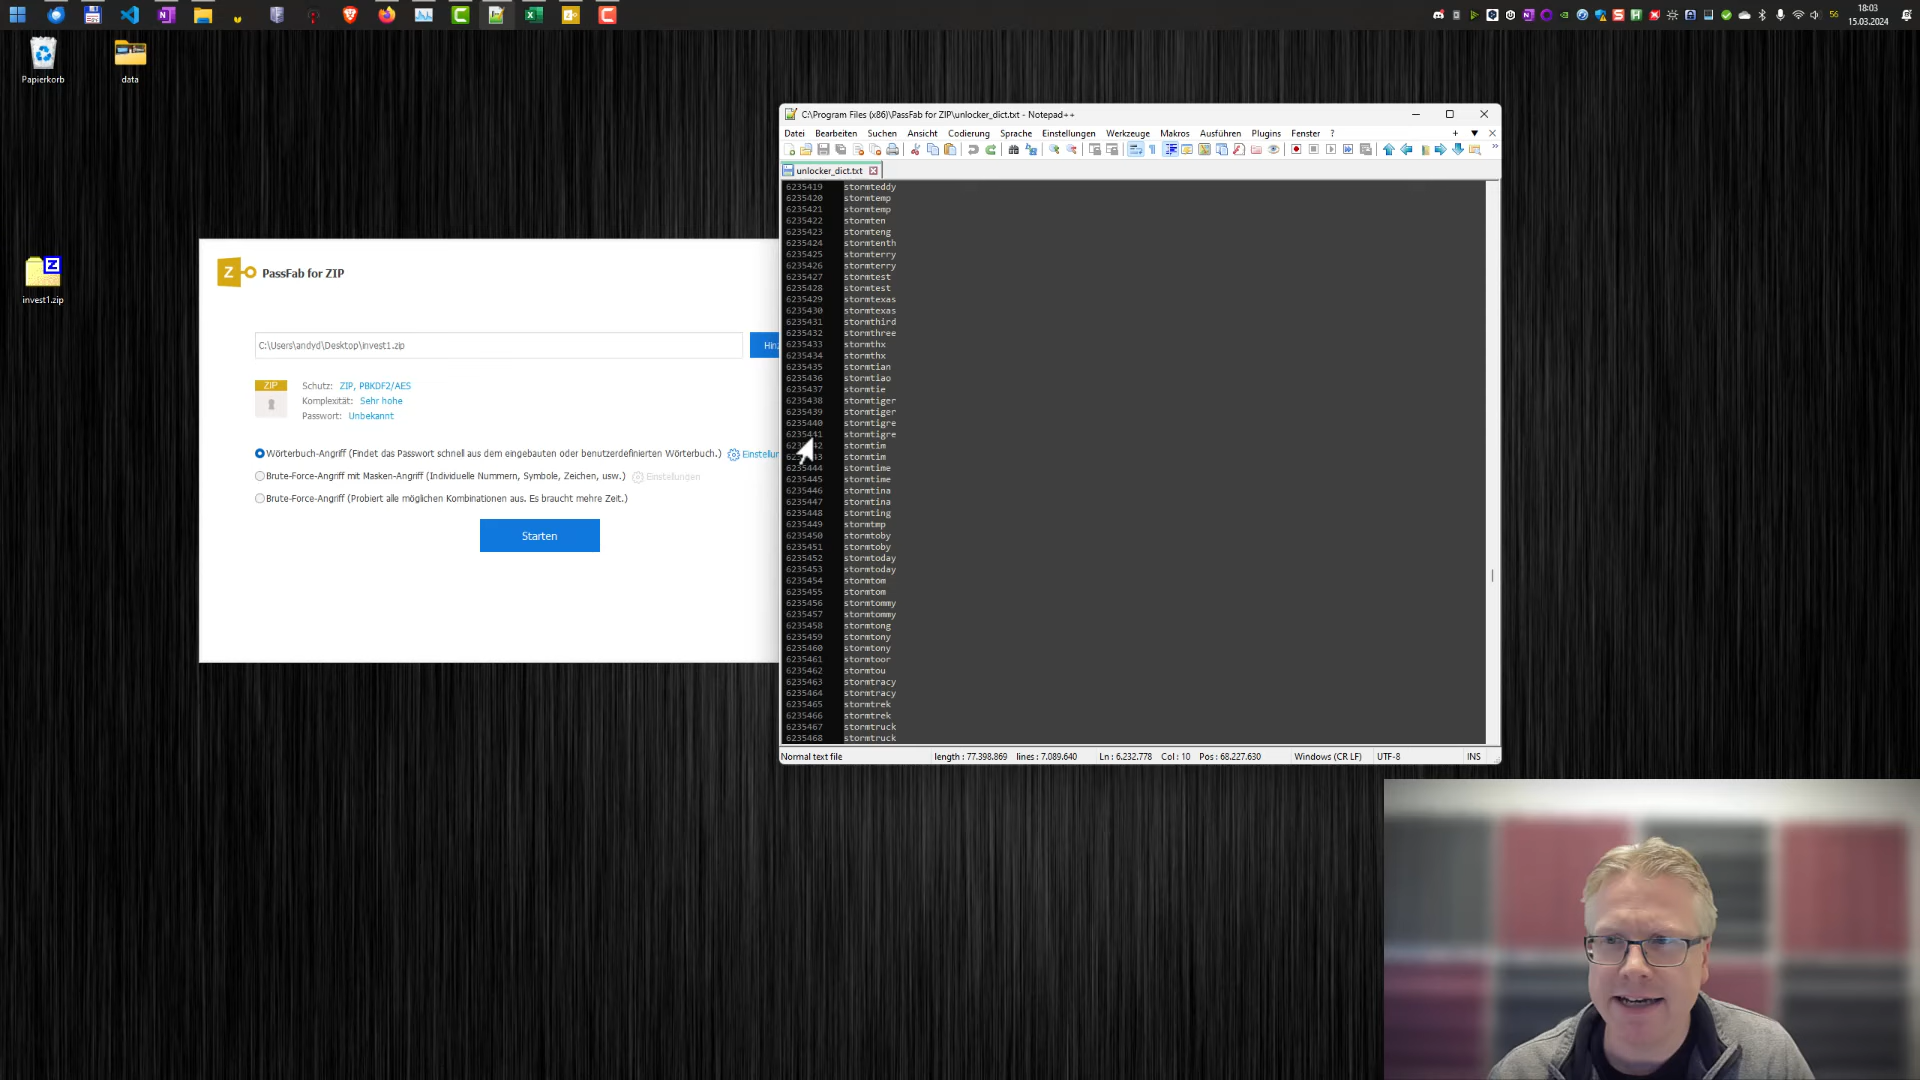 18:03
56
15.03.2024
Papierkorb
data
invest1.zip
PassFab for ZIP
C:\Users\andyd\Desktop\invest1.zip
Hinz
ZIP
Schutz: ZIP, PBKDF2/AES
Komplexität: Sehr hohe
Passwort: Unbekannt
Wörterbuch-Angriff (Findet das Passwort schnell aus dem eingebauten oder benutzerdefinierten Wörterbuch.) Einstellun
Brute-Force-Angriff mit Masken-Angriff (Individuelle Nummern, Symbole, Zeichen, usw.) Einstellungen
Brute-Force-Angriff (Probiert alle möglichen Kombinationen aus. Es braucht mehre Zeit.)
Starten
C:\Program Files (x86)\PassFab for ZIP\unlocker_dict.txt - Notepad++
Datei Bearbeiten Suchen Ansicht Codierung Sprache Einstellungen Werkzeuge Makros Ausführen Plugins Fenster ?
unlocker_dict.txt
6235419 stormteddy
6235420 stormtemp
6235421 stormtemp
6235422 stormten
6235423 stormteng
6235424 stormtenth
6235425 stormterry
6235426 stormterry
6235427 stormtest
6235428 stormtest
6235429 stormtexas
6235430 stormtexas
6235431 stormthird
6235432 stormthree
6235433 stormthx
6235434 stormthx
6235435 stormtian
6235436 stormtiao
6235437 stormtie
6235438 stormtiger
6235439 stormtiger
6235440 stormtigre
6235441 stormtigre
stormtim
stormtim
6235444 stormtime
6235445 stormtime
6235446 stormtina
6235447 stormtina
6235448 stormting
6235449 stormtmp
6235450 stormtoby
6235451 stormtoby
6235452 stormtoday
6235453 stormtoday
6235454 stormtom
6235455 stormtom
6235456 stormtommy
6235457 stormtommy
6235458 stormtong
6235459 stormtony
6235460 stormtony
6235461 stormtoor
6235462 stormtou
6235463 stormtracy
6235464 stormtracy
6235465 stormtrek
6235466 stormtrek
6235467 stormtruck
6235468 stormtruck
Normal text file length : 77.398.869 lines : 7.089.640 Ln : 6.232.778 Col : 10 Pos : 68.227.630 Windows (CR LF) UTF-8 INS